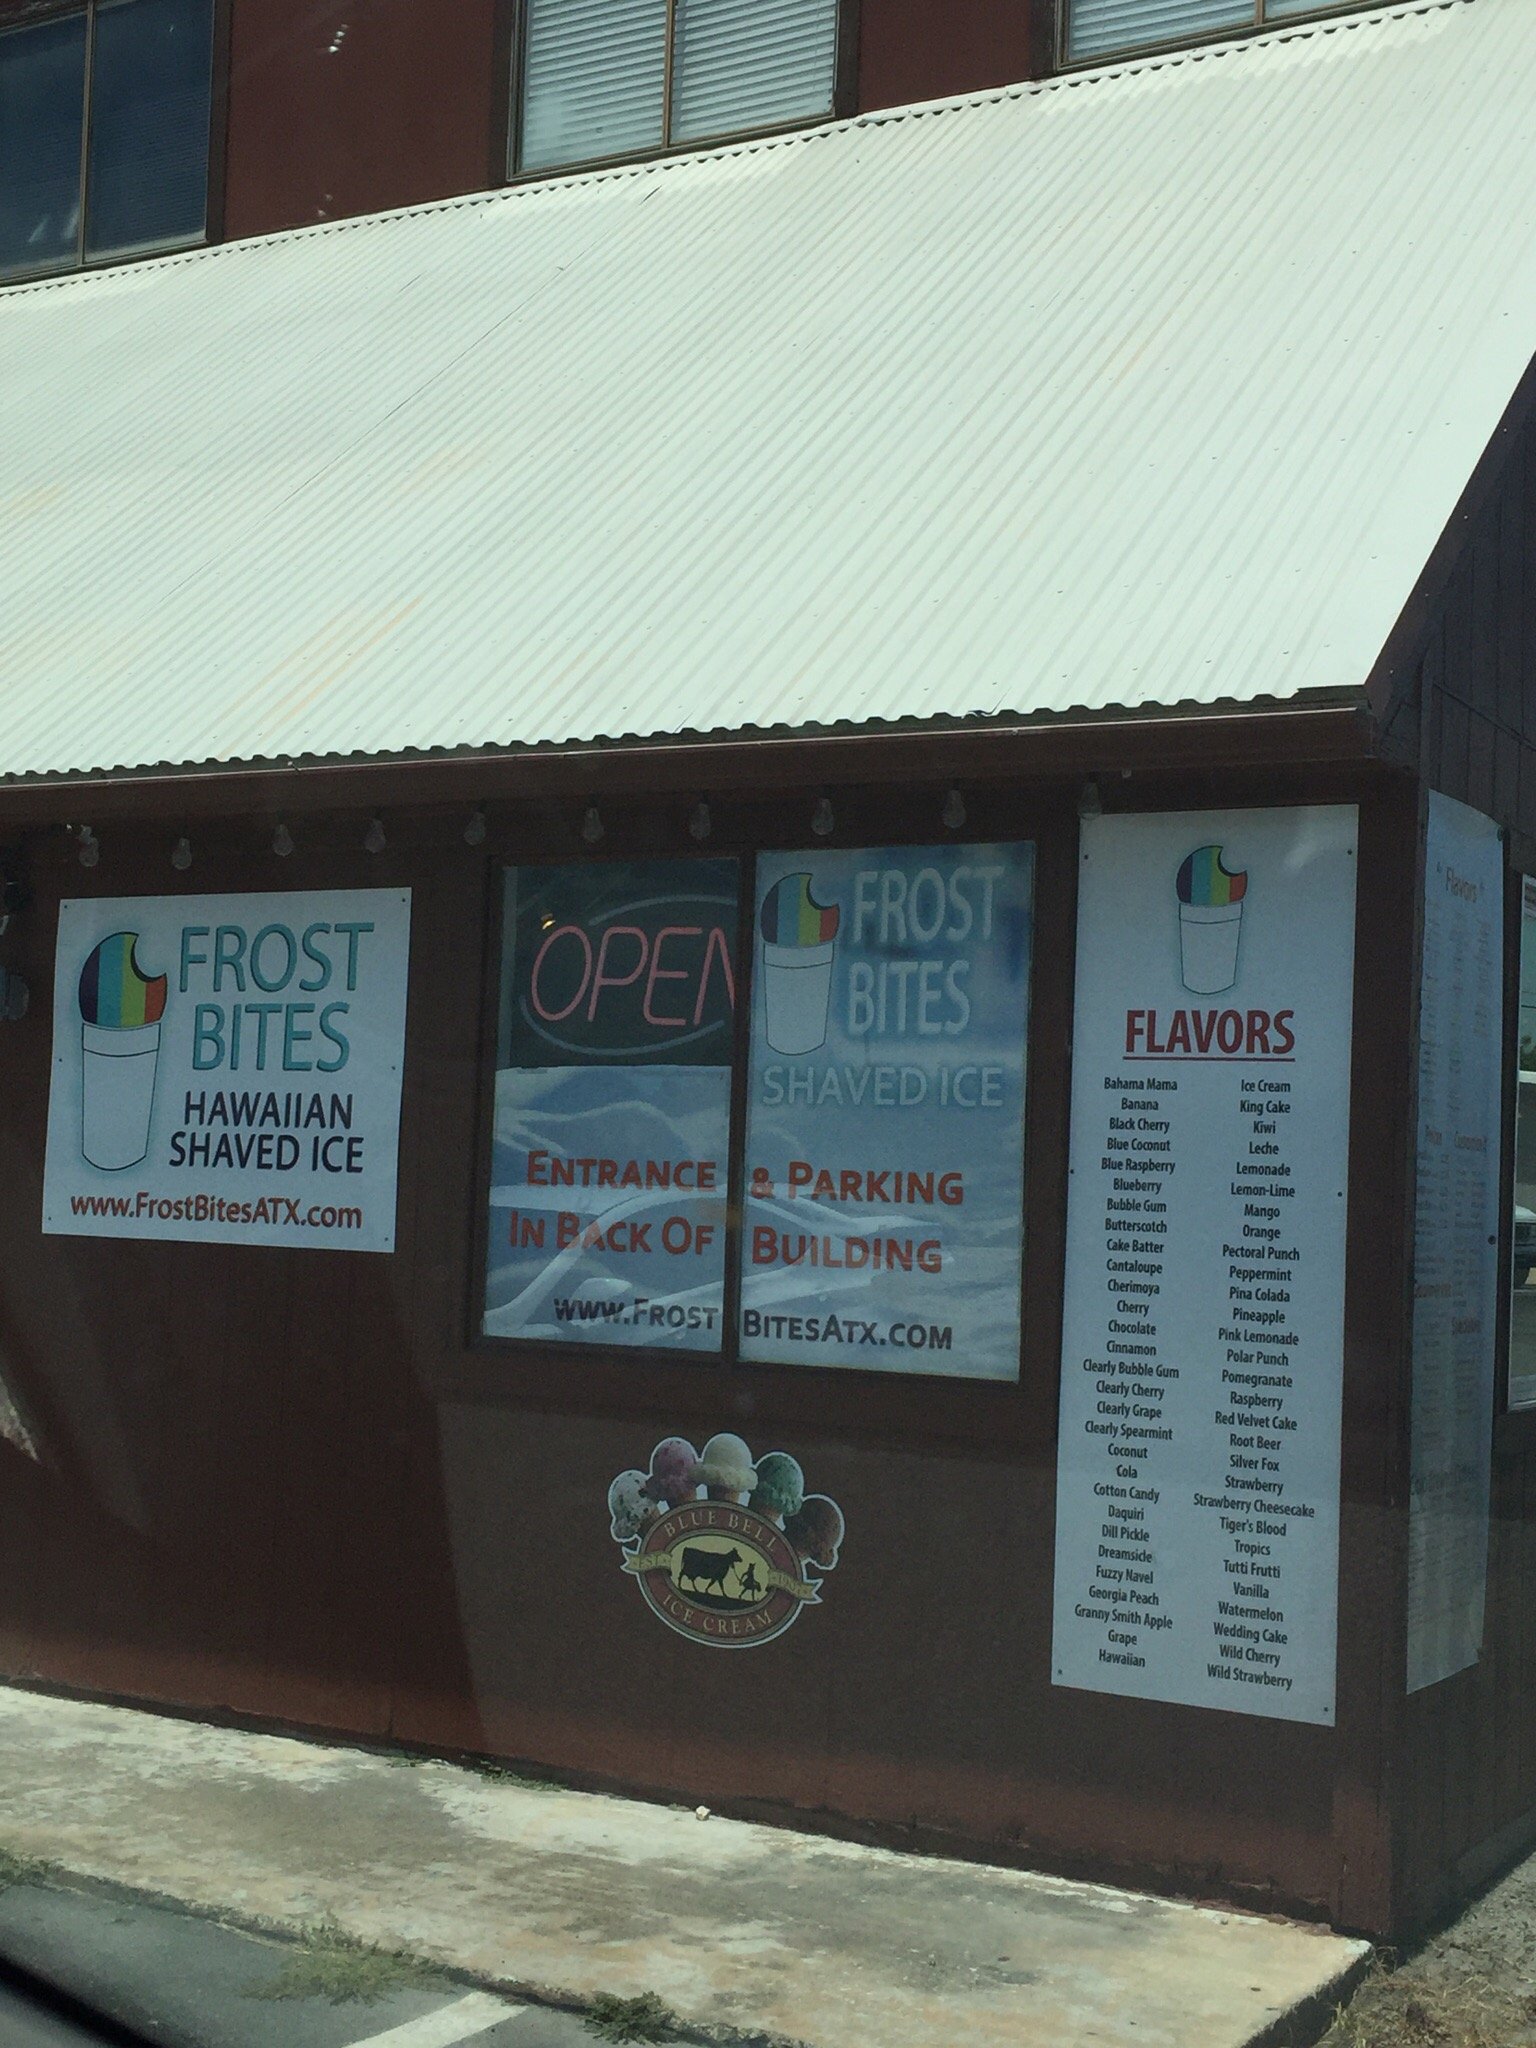 FROST
BITES
HAWAIIAN
SHAVED ICE
www.FrostBitesATX.com
OPEN
FROST
BITES
SHAVED ICE
ENTRANCE & PARKING
IN BACK OF BUILDING
WWW.FROSTBITESATX.COM
BLUE BELL
EST
ICE CREAM
FLAVORS
Bahama Mama
Banana
Black Cherry
Blue Coconut
Blue Raspberry
Blueberry
Bubble Gum
Butterscotch
Cake Batter
Cantaloupe
Cherimoya
Cherry
Chocolate
Cinnamon
Clearly Bubble Gum
Clearly Cherry
Clearly Grape
Clearly Spearmint
Coconut
Cola
Cotton Candy
Daquiri
Dill Pickle
Dreamsicle
Fuzzy Navel
Georgia Peach
Granny Smith Apple
Grape
Hawaiian
Ice Cream
King Cake
Kiwi
Leche
Lemonade
Lemon-Lime
Mango
Orange
Pectoral Punch
Peppermint
Pina Colada
Pineapple
Pink Lemonade
Polar Punch
Pomegranate
Raspberry
Red Velvet Cake
Root Beer
Silver Fox
Strawberry
Strawberry Cheesecake
Tiger's Blood
Tropics
Tutti Frutti
Vanilla
Watermelon
Wedding Cake
Wild Cherry
Wild Strawberry
Flavors